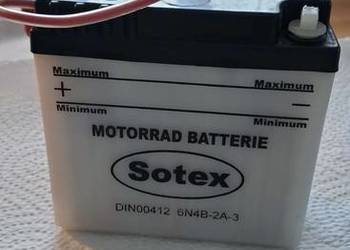 Maximum Maximum
+ −
Minimum Minimum
MOTORRAD BATTERIE
Sotex
DIN00412 6N4B-2A-3